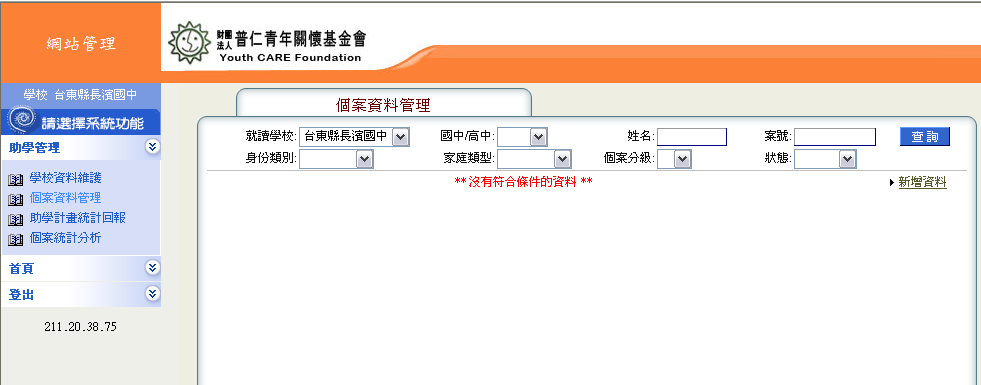 網站管理
財團法人 普仁青年關懷基金會
Youth CARE Foundation
學校 台東縣長濱國中
請選擇系統功能
助學管理
學校資料維護
個案資料管理
助學計畫統計回報
個案統計分析
首頁
登出
211.20.38.75
個案資料管理
就讀學校: 台東縣長濱國中 國中/高中: 姓名: 案號: 查詢
身份類別: 家庭類型: 個案分級: 狀態:
** 沒有符合條件的資料 ** 新增資料